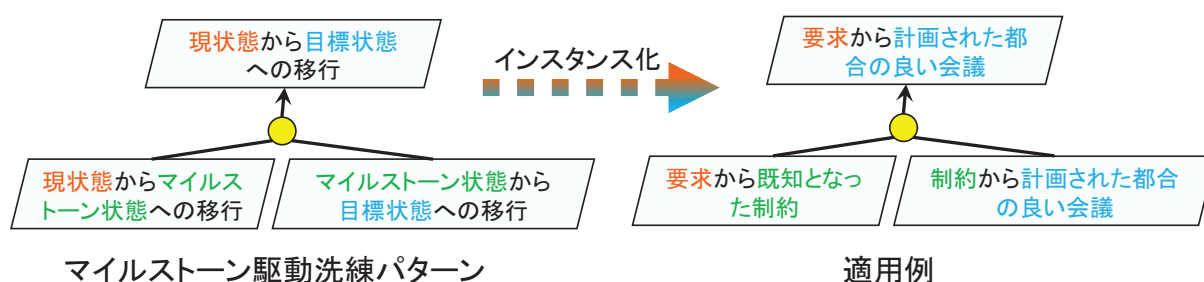 現状態から目標状態
への移行
インスタンス化
要求から計画された都
合の良い会議
現状態からマイルス
トーン状態への移行
マイルストーン状態から
目標状態への移行
要求から既知となっ
た制約
制約から計画された都合
の良い会議
マイルストーン駆動洗練パターン
適用例